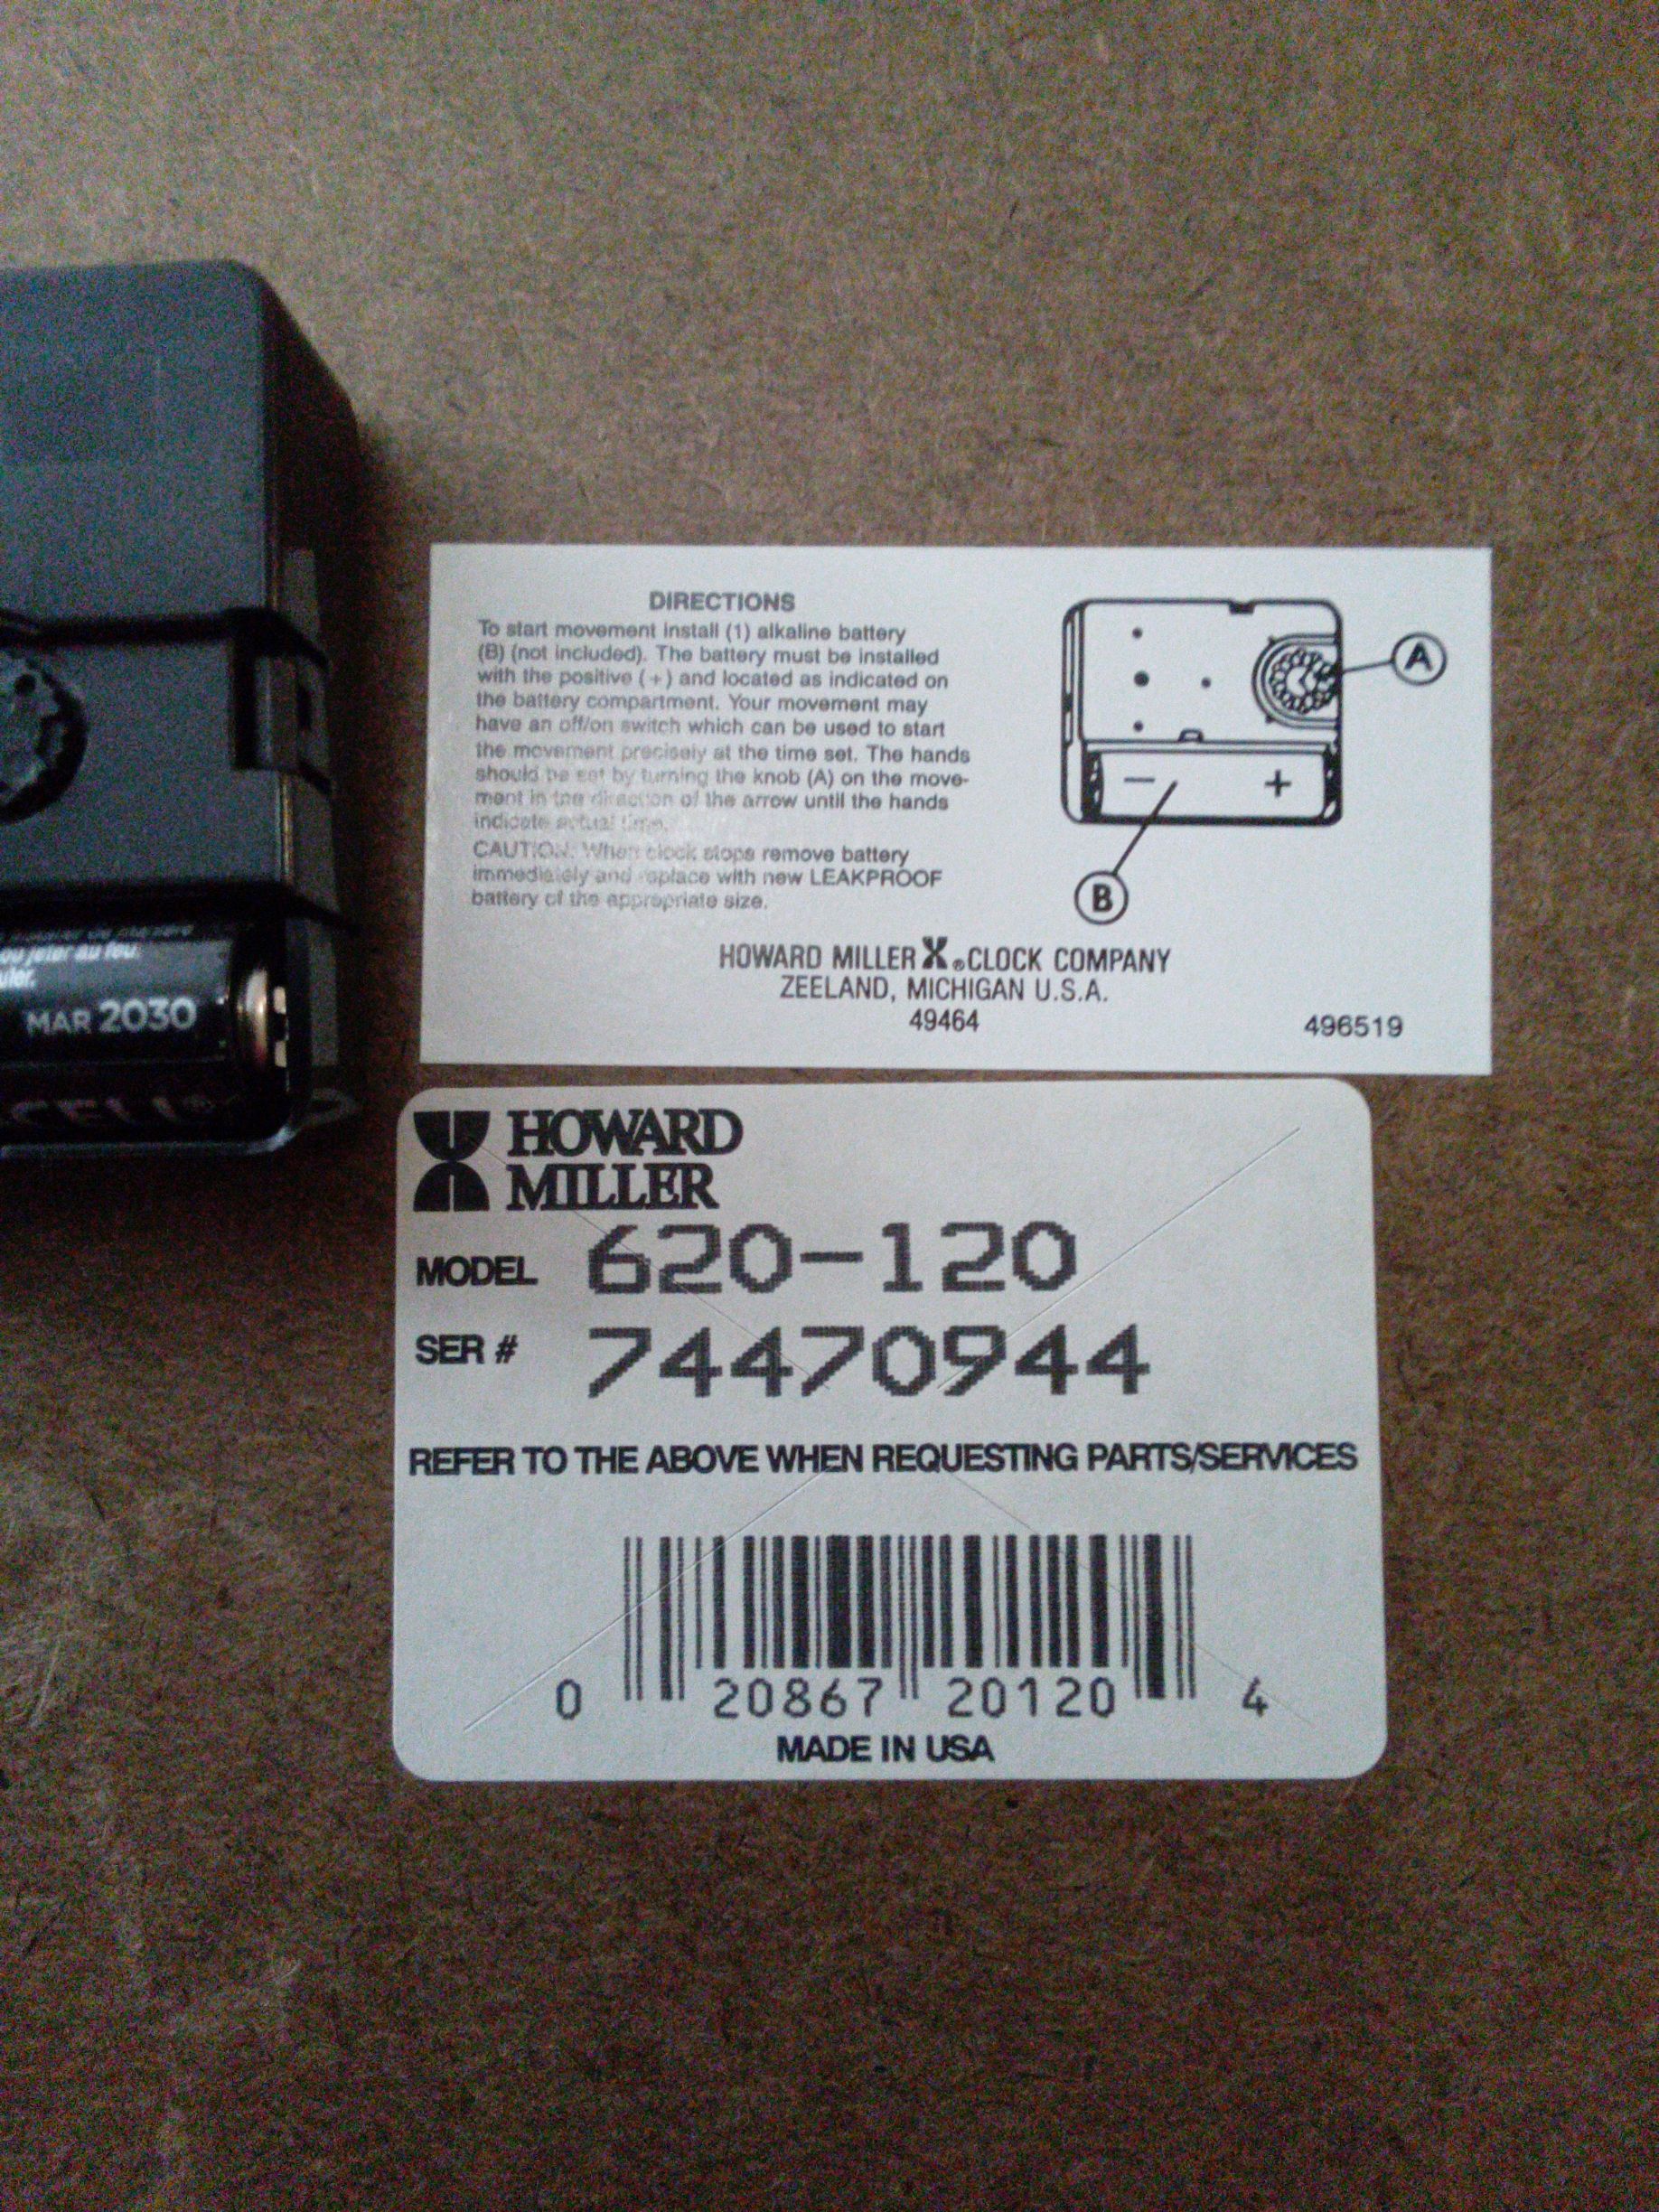 DIRECTIONS
To start movement install (1) alkaline battery
(B) (not included). The battery must be installed
with the positive (+) and located as indicated on
the battery compartment. Your movement may
have an off/on switch which can be used to start
the movement precisely at the time set. The hands
should be set by turning the knob (A) on the move-
ment in the direction of the arrow until the hands
indicate actual time.
CAUTION: When clock stops remove battery
immediately and replace with new LEAKPROOF
battery of the appropriate size.
A
− +
B
HOWARD MILLER ® CLOCK COMPANY
ZEELAND, MICHIGAN U.S.A.
49464
496519
ou jeter au feu.
MAR 2030
HOWARD
MILLER
MODEL 620-120
SER # 74470944
REFER TO THE ABOVE WHEN REQUESTING PARTS/SERVICES
0 20867 20120 4
MADE IN USA